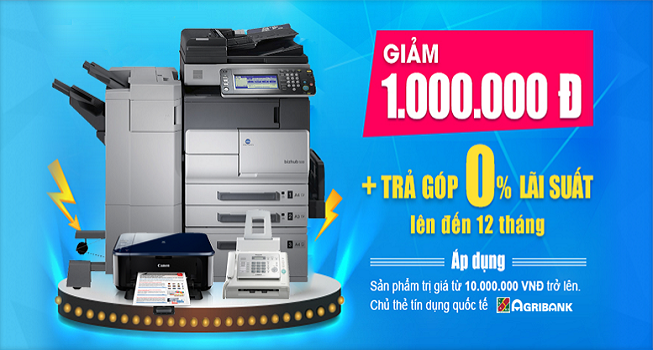 GIẢM
1.000.000 Đ
+ TRẢ GÓP 0% LÃI SUẤT
lên đến 12 tháng
Áp dụng
Sản phẩm trị giá từ 10.000.000 VNĐ trở lên.
Chủ thẻ tín dụng quốc tế AGRIBANK
Canon